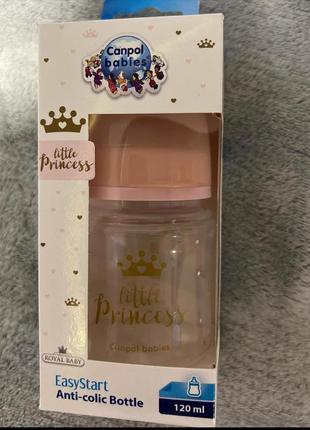 Canpol
babies
little
Princess
little
Princess
Canpol babies
ROYAL BABY
EasyStart
Anti-colic Bottle
120 ml